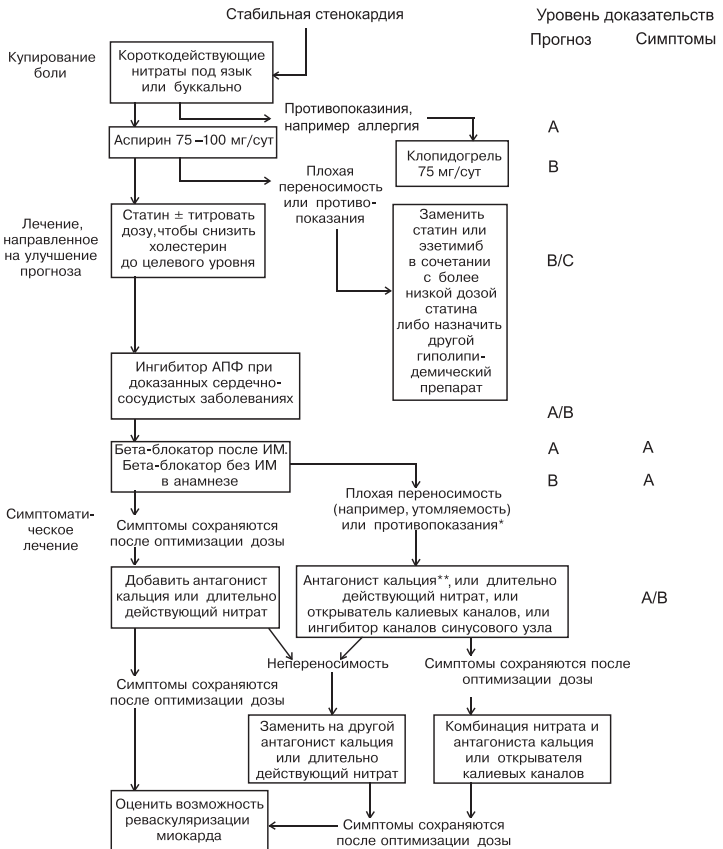 Стабильная стенокардия
Уровень доказательств
Прогноз
Симптомы
Купирование
боли
Короткодействующие
нитраты под язык
или буккально
Противопоказиния,
например аллергия
А
Аспирин 75–100 мг/сут
Клопидогрель
75 мг/сут
В
Плохая
переносимость
или противо-
показания
Лечение,
направленное
на улучшение
прогноза
Статин ± титровать
дозу,чтобы снизить
холестерин
до целевого уровня
Заменить
статин или
эзетимиб
в сочетании
с более
низкой дозой
статина
либо назначить
другой
гиполипи-
демический
препарат
В/С
Ингибитор АПФ при
доказанных сердечно-
сосудистых заболеваниях
А/В
Бета-блокатор после ИМ.
Бета-блокатор без ИМ
в анамнезе
А
А
В
А
Плохая переносимость
(например, утомляемость)
или противопоказания*
Симптомати-
ческое
лечение
Симптомы сохраняются
после оптимизации дозы
Добавить антагонист
кальция или длительно
действующий нитрат
Антагонист кальция**, или длительно
действующий нитрат, или
открыватель калиевых каналов, или
ингибитор каналов синусового узла
А/В
Непереносимость
Симптомы сохраняются после
оптимизации дозы
Симптомы сохраняются
после оптимизации дозы
Заменить на другой
антагонист кальция
или длительно
действующий нитрат
Комбинация нитрата и
антагониста кальция
или открывателя
калиевых каналов
Оценить возможность
реваскуляризации
миокарда
Симптомы сохраняются
после оптимизации дозы